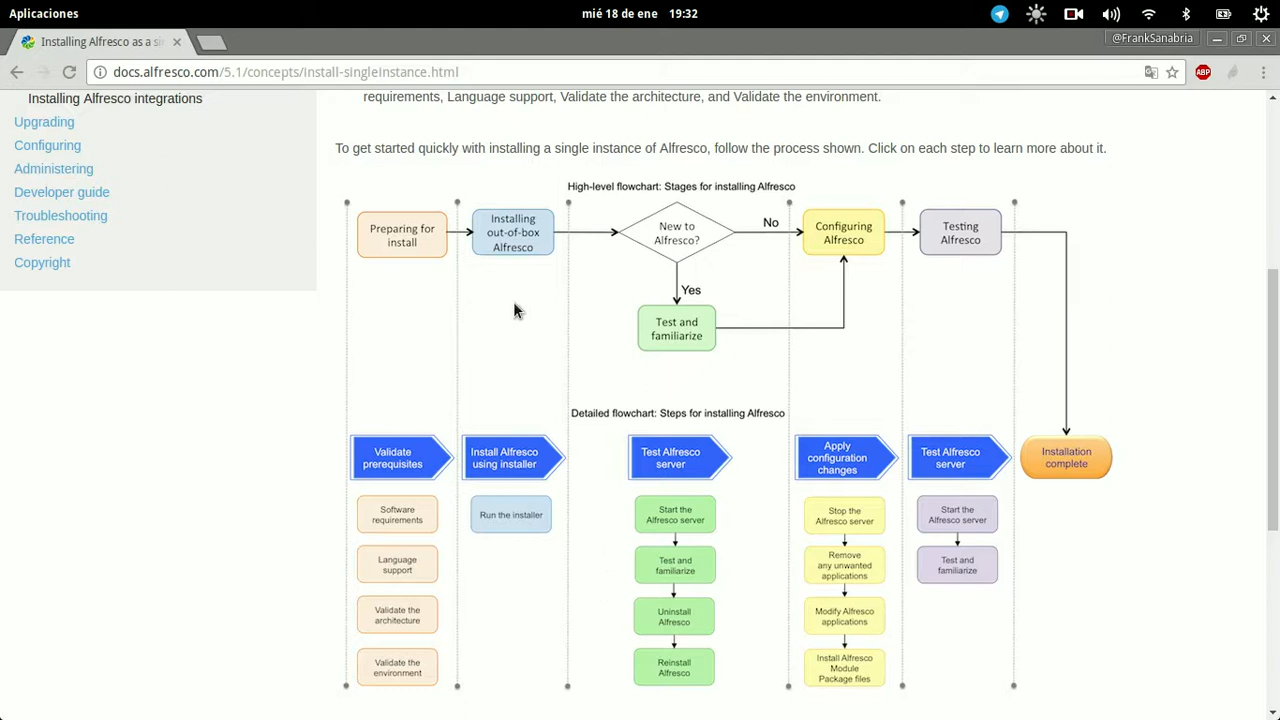 Aplicaciones
mié 18 de ene 19:32
Installing Alfresco as a si
@FrankSanabria
docs.alfresco.com/5.1/concepts/install-singleinstance.html
ABP
Installing Alfresco integrations
Upgrading
Configuring
Administering
Developer guide
Troubleshooting
Reference
Copyright
requirements, Language support, Validate the architecture, and Validate the environment.
To get started quickly with installing a single instance of Alfresco, follow the process shown. Click on each step to learn more about it.
High-level flowchart: Stages for installing Alfresco
Preparing for
install
Installing
out-of-box
Alfresco
New to
Alfresco?
No
Yes
Test and
familiarize
Configuring
Alfresco
Testing
Alfresco
Detailed flowchart: Steps for installing Alfresco
Validate
prerequisites
Install Alfresco
using installer
Test Alfresco
server
Apply
configuration
changes
Test Alfresco
server
Installation
complete
Software
requirements
Language
support
Validate the
architecture
Validate the
environment
Run the installer
Start the
Alfresco server
Test and
familiarize
Uninstall
Alfresco
Reinstall
Alfresco
Stop the
Alfresco server
Remove
any unwanted
applications
Modify Alfresco
applications
Install Alfresco
Module
Package files
Start the
Alfresco server
Test and
familiarize